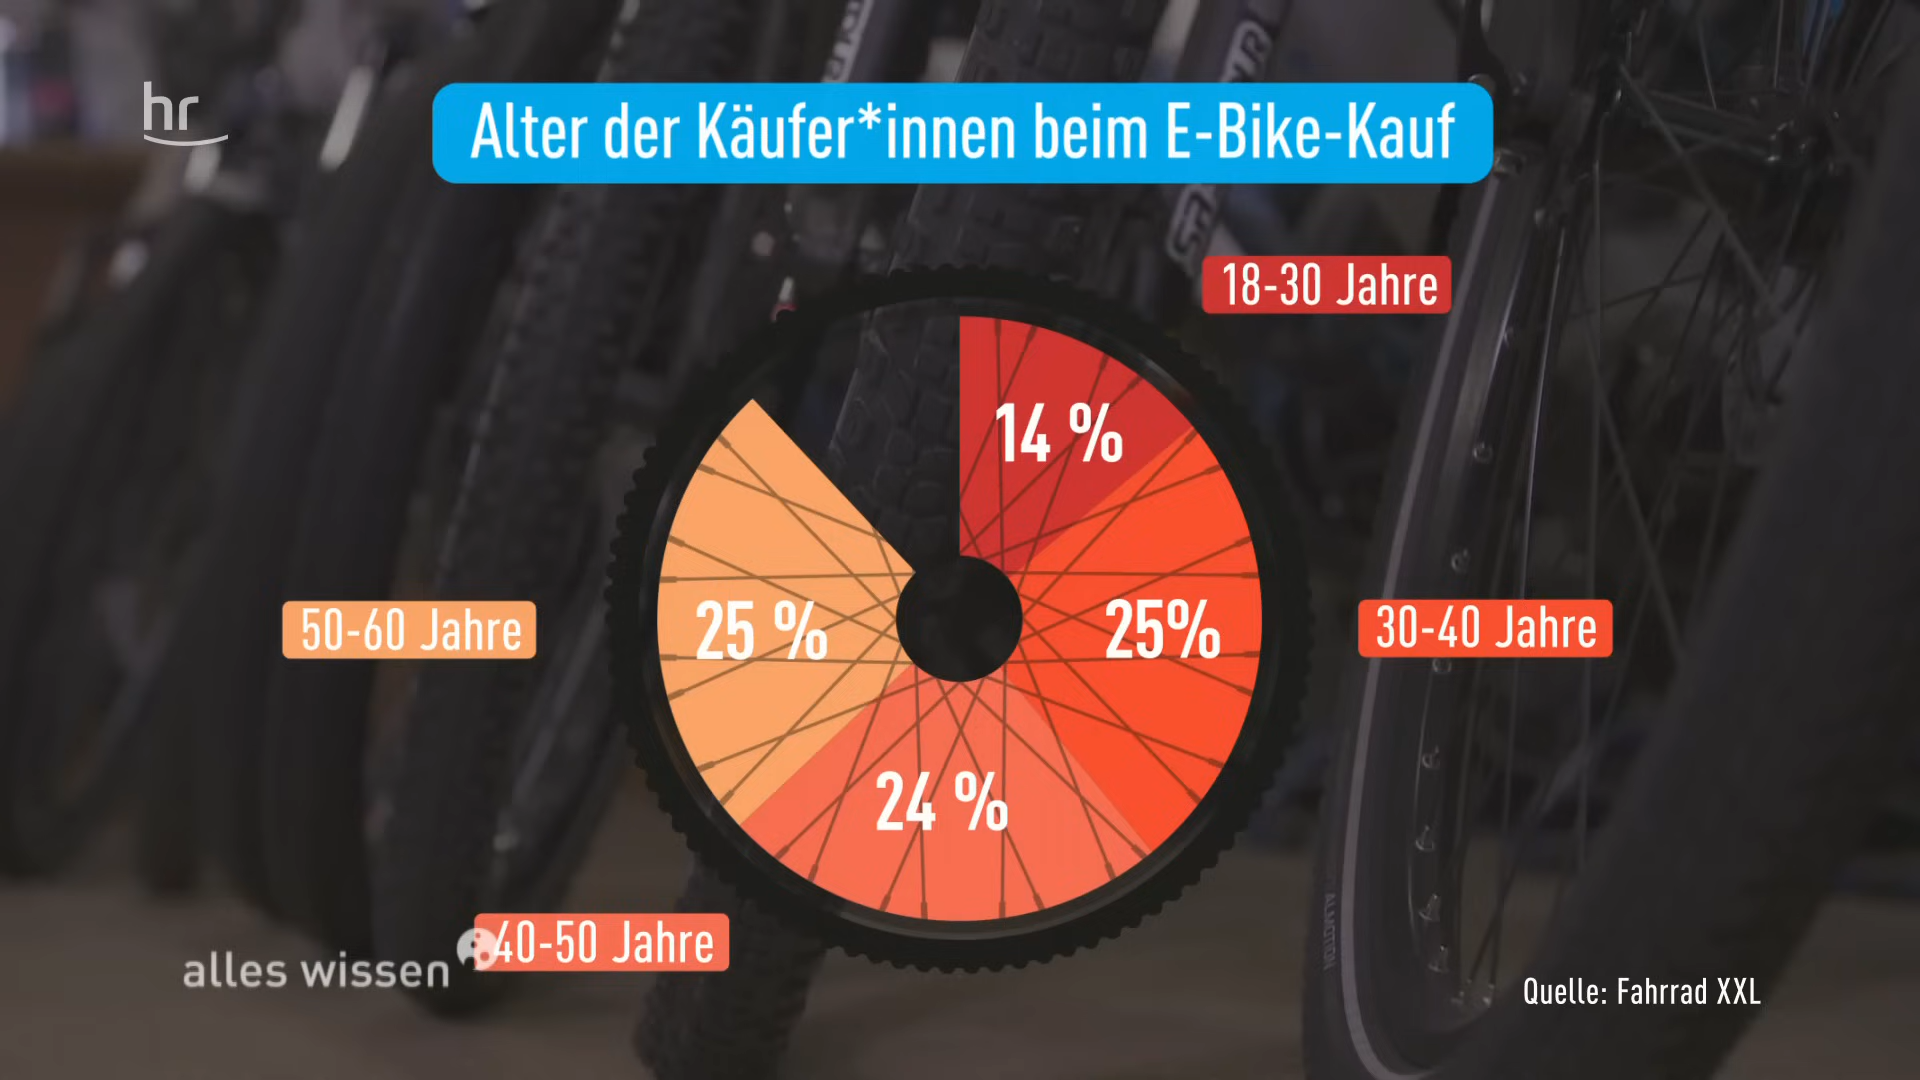 hr
Alter der Käufer*innen beim E-Bike-Kauf
18-30 Jahre
14 %
50-60 Jahre
25 %
25%
30-40 Jahre
24 %
40-50 Jahre
alles wissen
Quelle: Fahrrad XXL